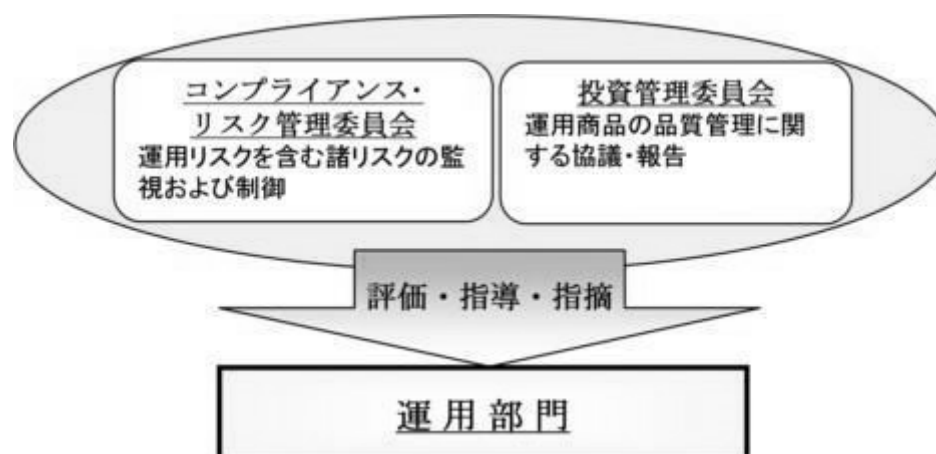 コンプライアンス・
リスク管理委員会
運用リスクを含む諸リスクの監
視および制御
投資管理委員会
運用商品の品質管理に関
する協議・報告
評価・指導・指摘
運用部門